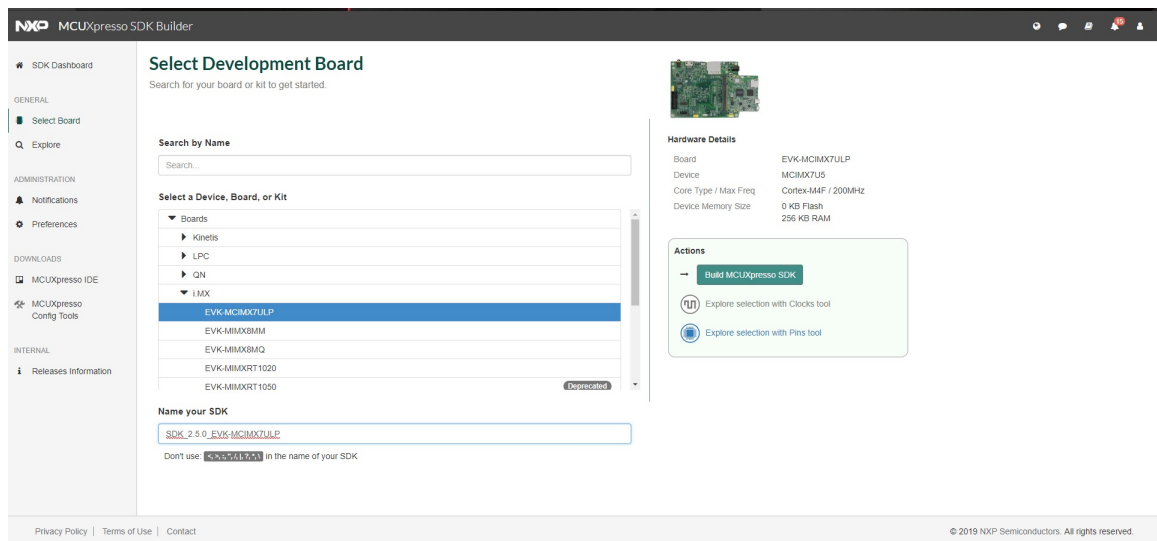 NXP MCUXpresso SDK Builder
15
SDK Dashboard
GENERAL
Select Board
Explore
ADMINISTRATION
Notifications
Preferences
DOWNLOADS
MCUXpresso IDE
MCUXpresso
Config Tools
INTERNAL
Releases Information
Select Development Board
Search for your board or kit to get started.
Search by Name
Search...
Select a Device, Board, or Kit
Boards
Kinetis
LPC
QN
i.MX
EVK-MCIMX7ULP
EVK-MIMX8MM
EVK-MIMX8MQ
EVK-MIMXRT1020
EVK-MIMXRT1050 Deprecated
Name your SDK
SDK_2.5.0_EVK-MCIMX7ULP
Don't use: in the name of your SDK
Hardware Details
Board EVK-MCIMX7ULP
Device MCIMX7U5
Core Type / Max Freq Cortex-M4F / 200MHz
Device Memory Size 0 KB Flash
256 KB RAM
Actions
Build MCUXpresso SDK
Explore selection with Clocks tool
Explore selection with Pins tool
Privacy Policy | Terms of Use | Contact
© 2019 NXP Semiconductors. All rights reserved.